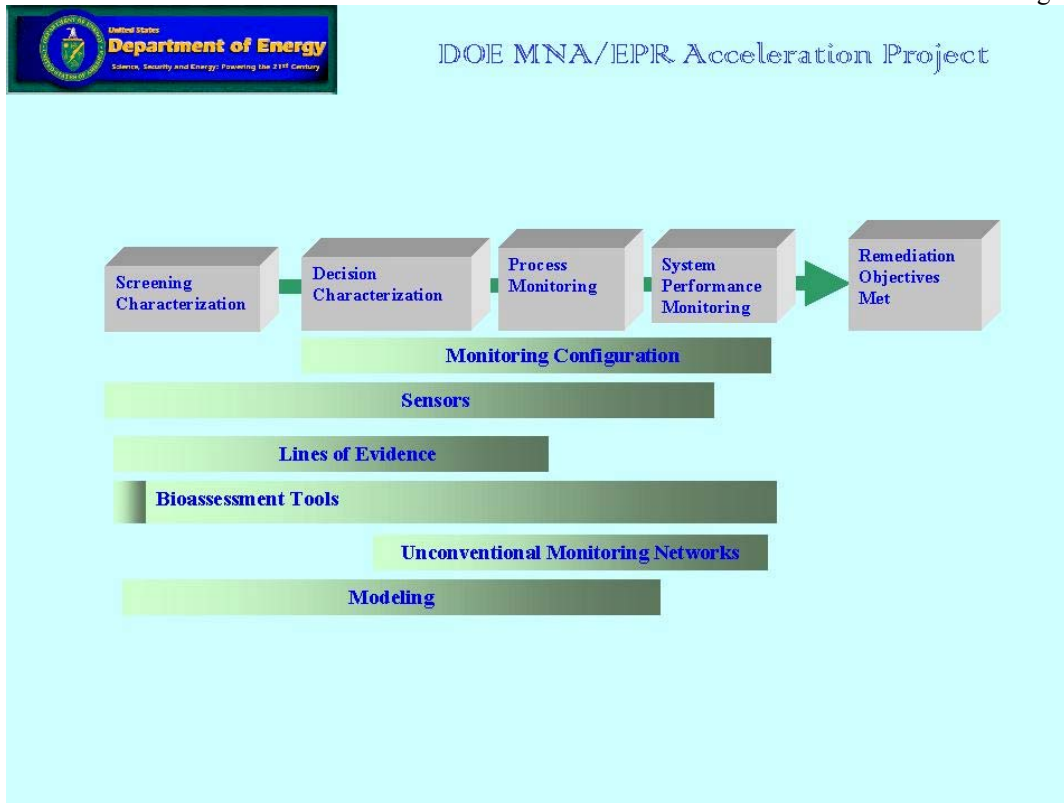 United States
Department of Energy
Science, Security and Energy: Powering the 21st Century
DOE MNA/EPR Acceleration Project
Screening
Characterization
Decision
Characterization
Process
Monitoring
System
Performance
Monitoring
Remediation
Objectives
Met
Monitoring Configuration
Sensors
Lines of Evidence
Bioassessment Tools
Unconventional Monitoring Networks
Modeling